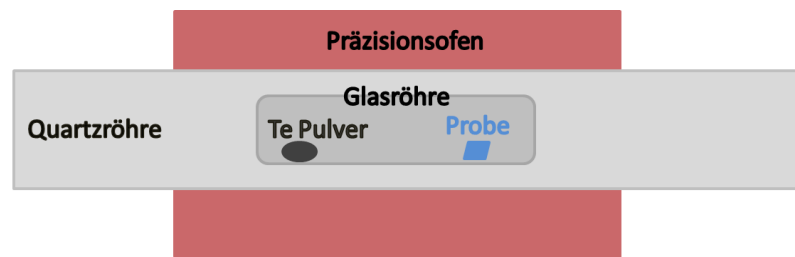 Präzisionsofen
Glasröhre
Quartzröhre
Te Pulver
Probe